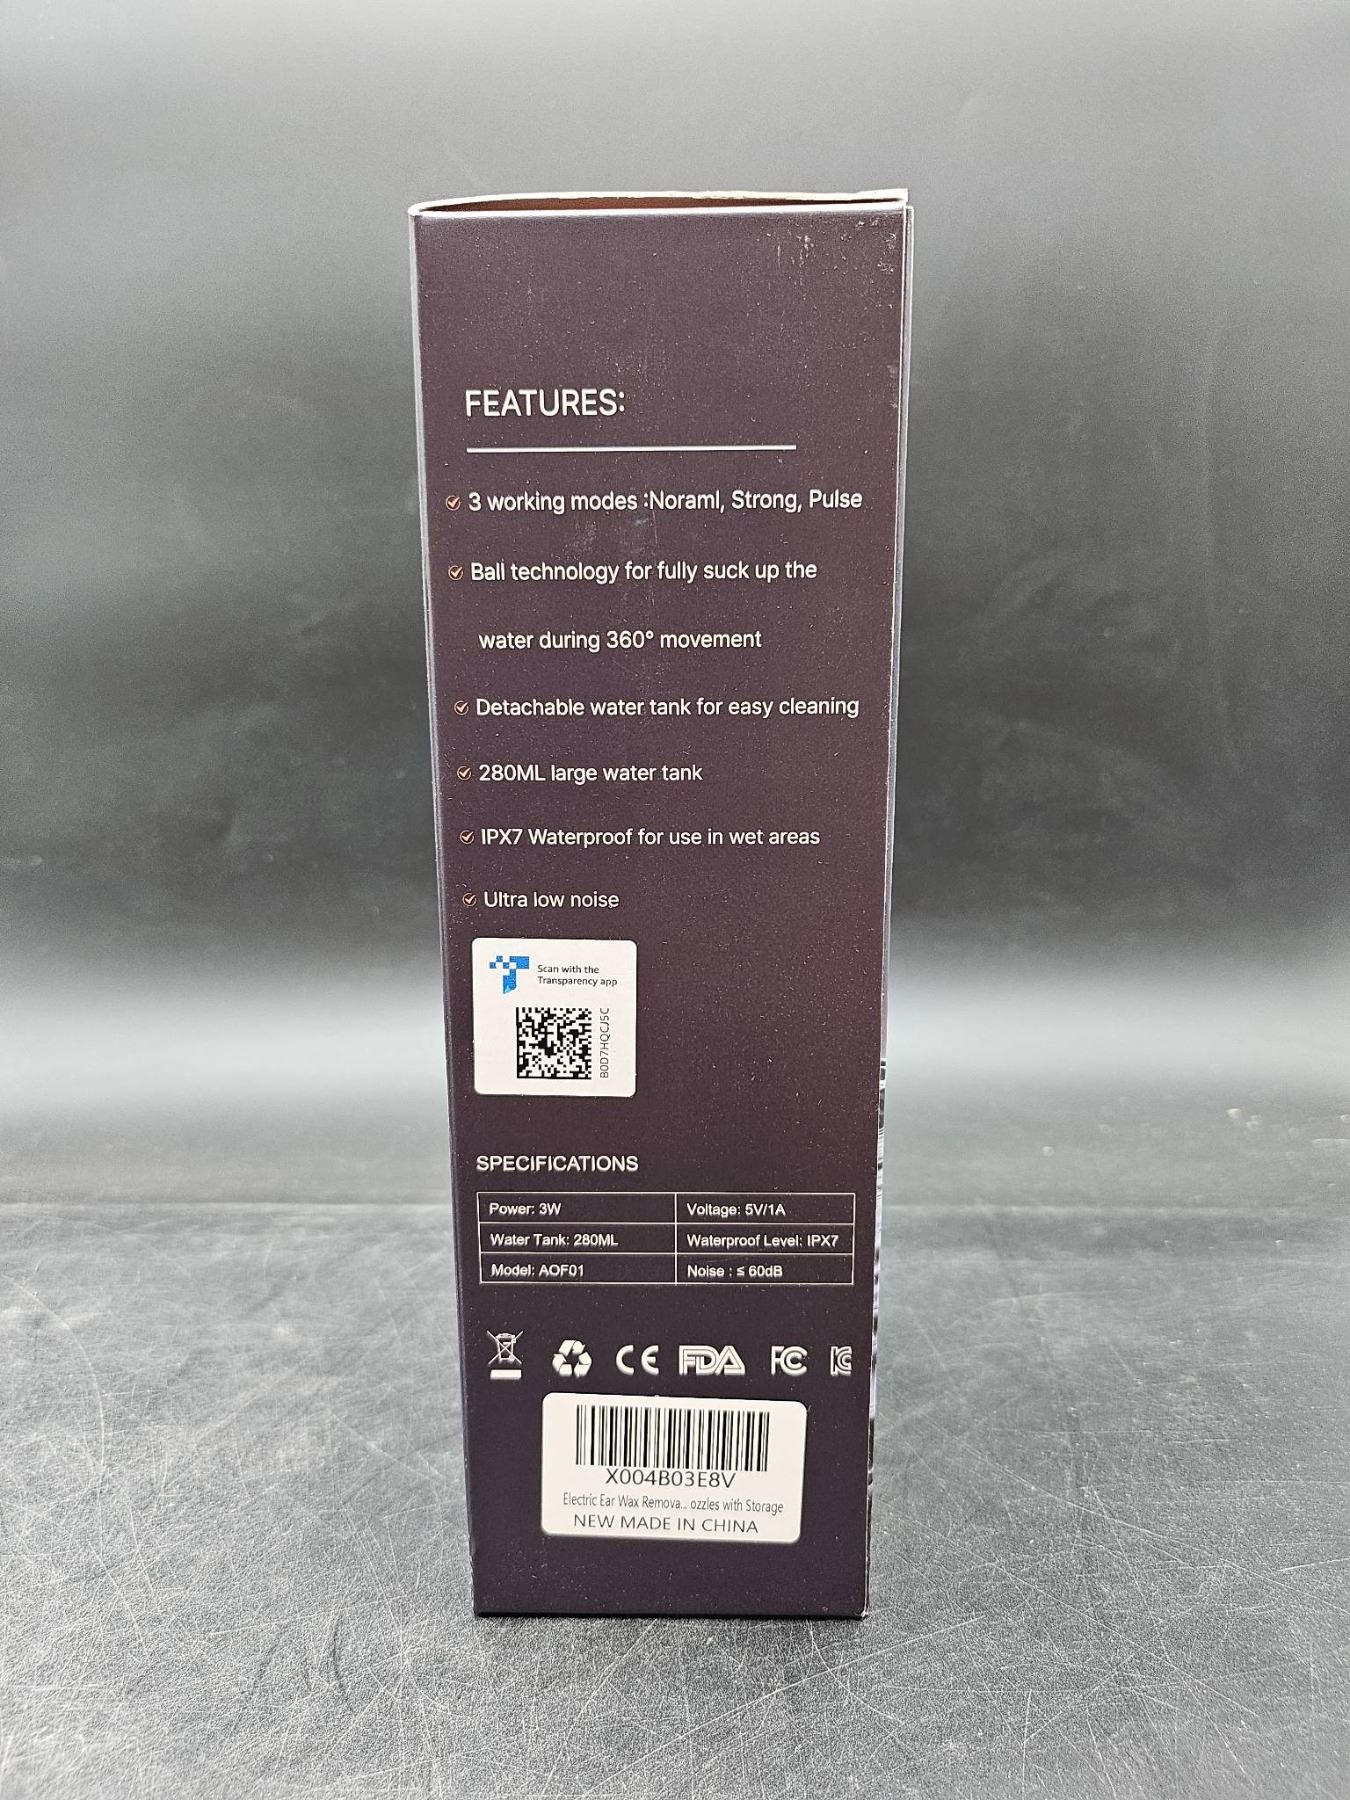 FEATURES:
3 working modes :Noraml, Strong, Pulse
Ball technology for fully suck up the
water during 360° movement
Detachable water tank for easy cleaning
280ML large water tank
IPX7 Waterproof for use in wet areas
Ultra low noise
Scan with the
Transparency app
B0D7HQCJ5C
SPECIFICATIONS
Power: 3W
Voltage: 5V/1A
Water Tank: 280ML
Waterproof Level: IPX7
Model: AOF01
Noise : ≤ 60dB
CE FDA FC KC
X004B03E8V
Electric Ear Wax Remova... ozzles with Storage
NEW MADE IN CHINA